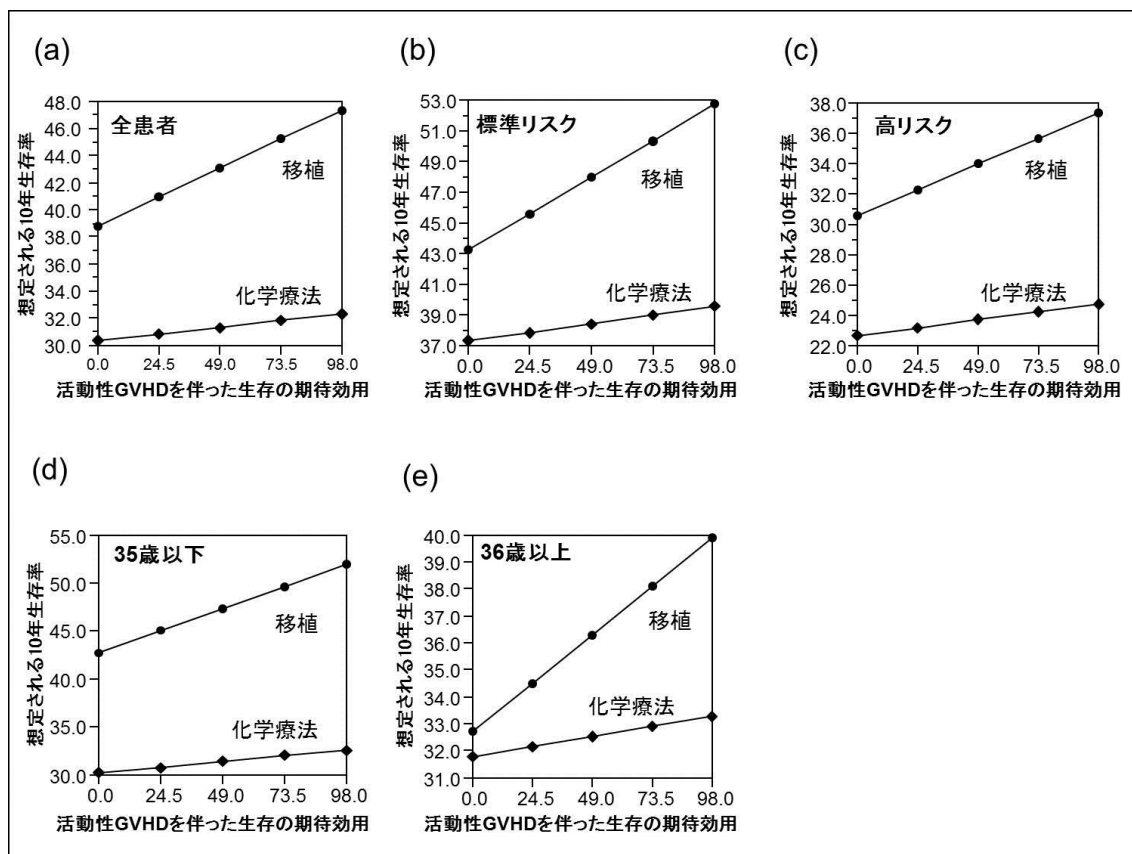 (a)
全患者
想定される10年生存率
48.0
46.0
44.0
42.0
40.0
38.0
36.0
34.0
32.0
30.0
移植
化学療法
0.0 24.5 49.0 73.5 98.0
活動性GVHDを伴った生存の期待効用
(b)
標準リスク
想定される10年生存率
53.0
51.0
49.0
47.0
45.0
43.0
41.0
39.0
37.0
移植
化学療法
0.0 24.5 49.0 73.5 98.0
活動性GVHDを伴った生存の期待効用
(c)
高リスク
想定される10年生存率
38.0
36.0
34.0
32.0
30.0
28.0
26.0
24.0
22.0
移植
化学療法
0.0 24.5 49.0 73.5 98.0
活動性GVHDを伴った生存の期待効用
(d)
35歳以下
想定される10年生存率
55.0
50.0
45.0
40.0
35.0
30.0
移植
化学療法
0.0 24.5 49.0 73.5 98.0
活動性GVHDを伴った生存の期待効用
(e)
36歳以上
想定される10年生存率
40.0
39.0
38.0
37.0
36.0
35.0
34.0
33.0
32.0
31.0
移植
化学療法
0.0 24.5 49.0 73.5 98.0
活動性GVHDを伴った生存の期待効用